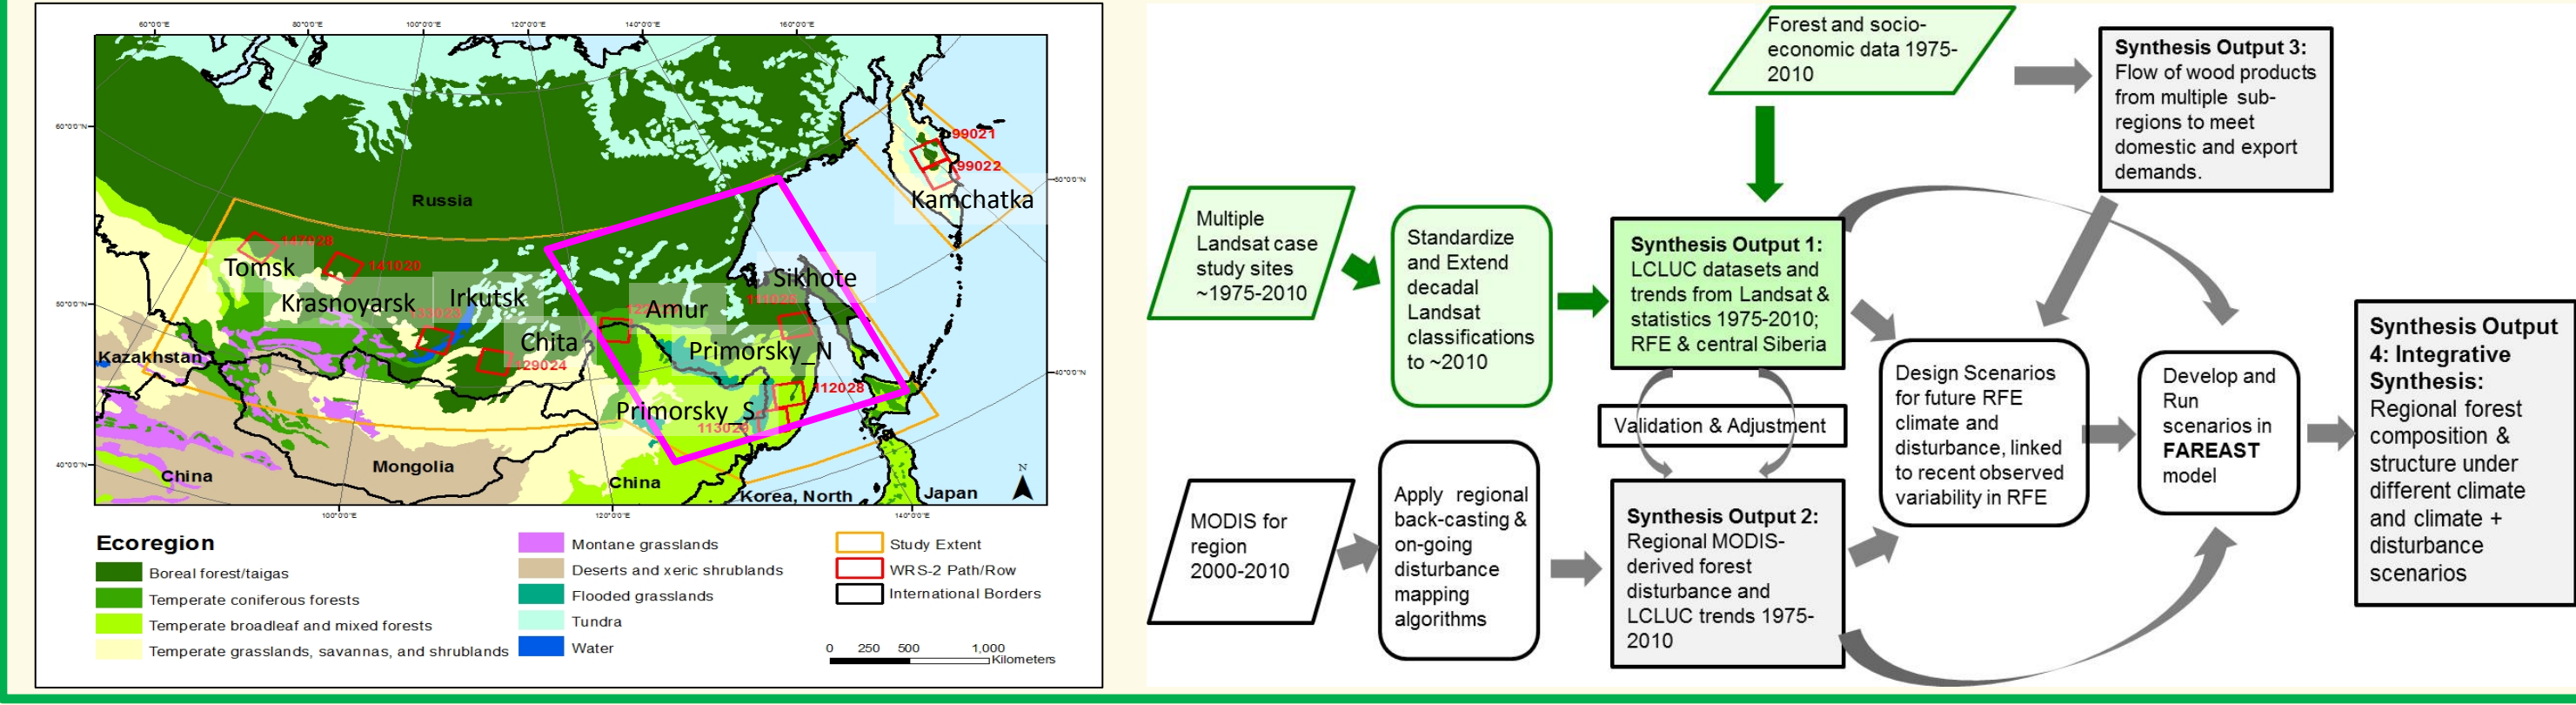 60°0'0"E
80°0'0"E
100°0'0"E
120°0'0"E
140°0'0"E
160°0'0"E
60°0'0"N
50°0'0"N
40°0'0"N
50°0'0"N
40°0'0"N
100°0'0"E
120°0'0"E
140°0'0"E
99021
99022
Kamchatka
Russia
147028
Tomsk
141020
Krasnoyarsk
Irkutsk
133023
Sikhote
Amur
Chita
129024
Primorsky_N
112028
Primorsky_S
Kazakhstan
China
Mongolia
China
Korea, North
Japan
N
Ecoregion
Boreal forest/taigas
Temperate coniferous forests
Temperate broadleaf and mixed forests
Temperate grasslands, savannas, and shrublands
Montane grasslands
Deserts and xeric shrublands
Flooded grasslands
Tundra
Water
Study Extent
WRS-2 Path/Row
International Borders
0 250 500 1,000
Kilometers
Forest and socio-
economic data 1975-
2010
Synthesis Output 3:
Flow of wood products
from multiple sub-
regions to meet
domestic and export
demands.
Multiple
Landsat case
study sites
~1975-2010
Standardize
and Extend
decadal
Landsat
classifications
to ~2010
Synthesis Output 1:
LCLUC datasets and
trends from Landsat &
statistics 1975-2010;
RFE & central Siberia
Validation & Adjustment
MODIS for
region
2000-2010
Apply regional
back-casting &
on-going
disturbance
mapping
algorithms
Synthesis Output 2:
Regional MODIS-
derived forest
disturbance and
LCLUC trends 1975-
2010
Design Scenarios
for future RFE
climate and
disturbance, linked
to recent observed
variability in RFE
Develop and
Run
scenarios in
FAREAST
model
Synthesis Output
4: Integrative
Synthesis:
Regional forest
composition &
structure under
different climate
and climate +
disturbance
scenarios